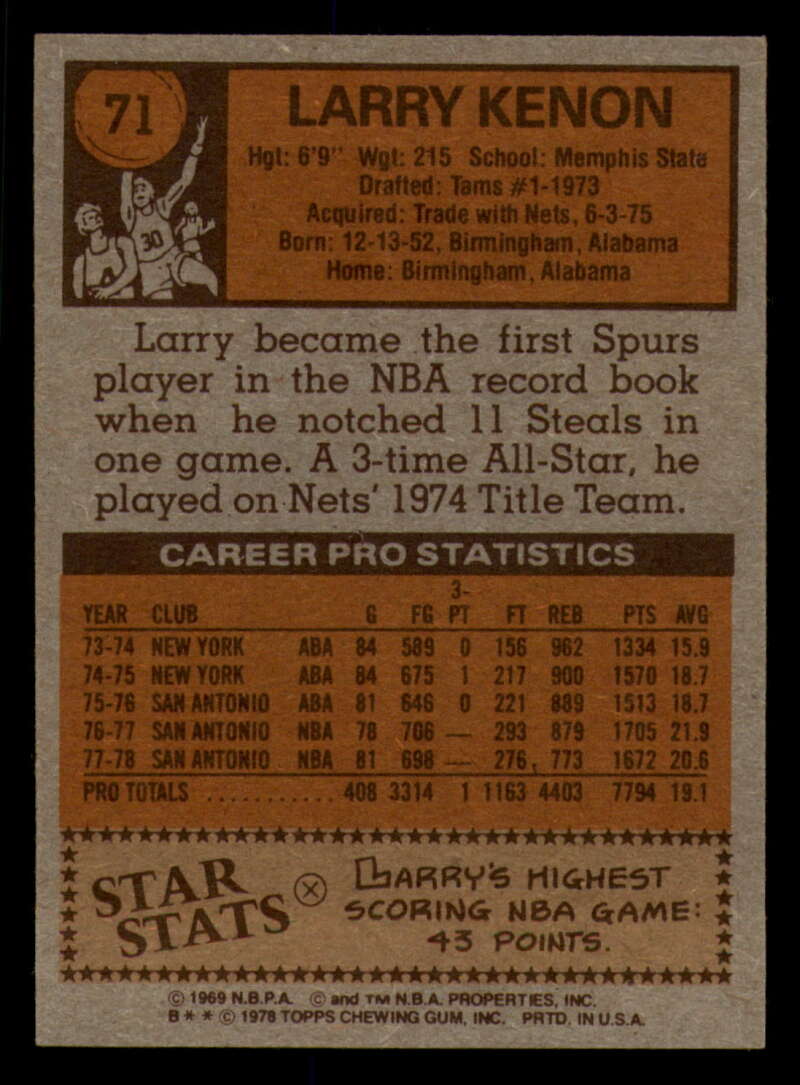 71
LARRY KENON
Hgt: 6'9" Wgt: 215 School: Memphis State
Drafted: Tams #1-1973
Acquired: Trade with Nets, 6-3-75
Born: 12-13-52, Birmingham, Alabama
Home: Birmingham, Alabama
30
A
Larry became the first Spurs
player in the NBA record book
when he notched 11 Steals in
one game. A 3-time All-Star, he
played on Nets' 1974 Title Team.
CAREER PRO STATISTICS
YEAR CLUB G FG 3-PT FT REB PTS AVG
73-74 NEW YORK ABA 84 589 0 156 962 1334 15.9
74-75 NEW YORK ABA 84 675 1 217 900 1570 18.7
75-76 SAN ANTONIO ABA 81 646 0 221 889 1513 18.7
76-77 SAN ANTONIO NBA 78 706 — 293 879 1705 21.9
77-78 SAN ANTONIO NBA 81 698 — 276 773 1672 20.6
PRO TOTALS ............ 408 3314 1 1163 4403 7794 19.1
STAR STATS
LARRY'S HIGHEST
SCORING NBA GAME:
43 POINTS.
© 1969 N.B.P.A. © and TM N.B.A. PROPERTIES, INC.
B * * © 1978 TOPPS CHEWING GUM, INC. PRTD. IN U.S.A.